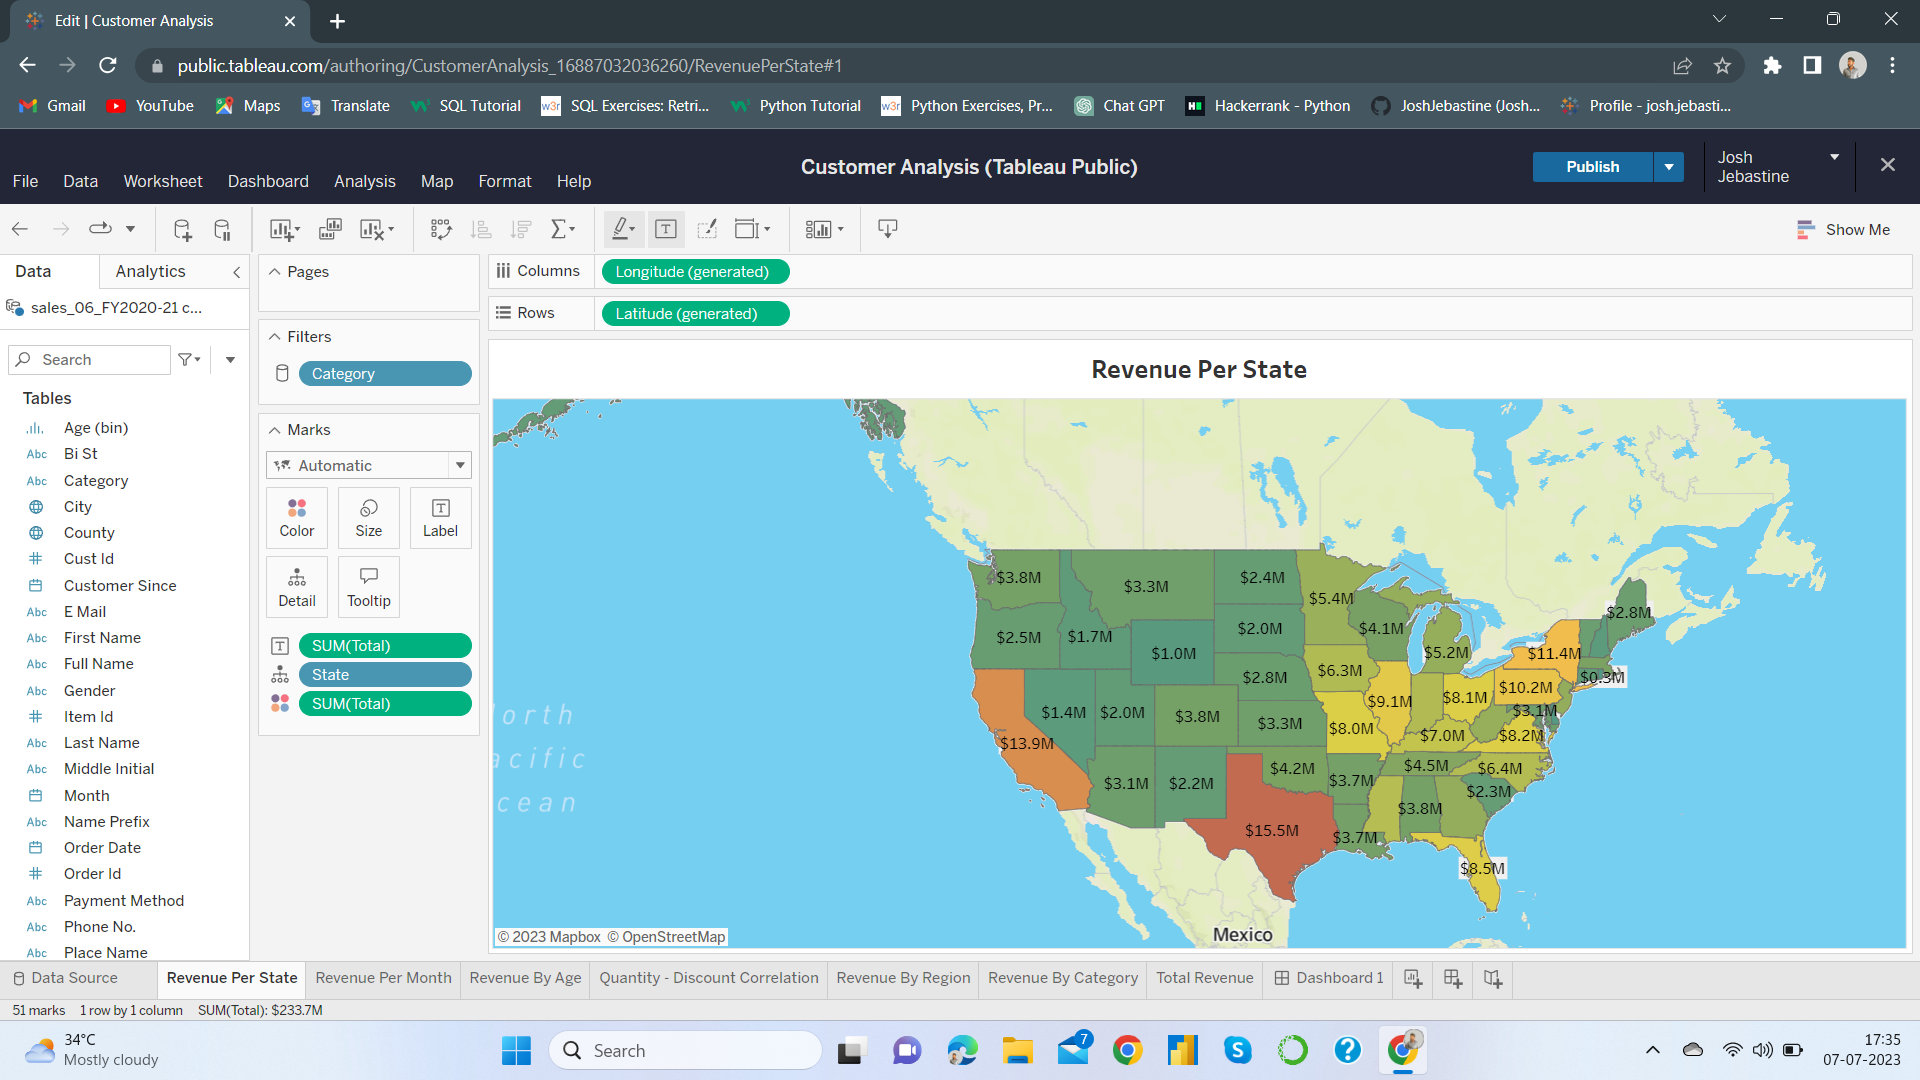 Edit | Customer Analysis
public.tableau.com/authoring/CustomerAnalysis_16887032036260/RevenuePerState#1
Gmail YouTube Maps Translate SQL Tutorial SQL Exercises: Retri... Python Tutorial Python Exercises, Pr... Chat GPT Hackerrank - Python JoshJebastine (Josh... Profile - josh.jebasti...
Customer Analysis (Tableau Public)
Publish
Josh
Jebastine
File Data Worksheet Dashboard Analysis Map Format Help
Show Me
Data Analytics
Pages
Columns Longitude (generated)
sales_06_FY2020-21 c...
Rows Latitude (generated)
Filters
Search
Category
Revenue Per State
Tables
Age (bin)
Bi St
Category
City
County
Cust Id
Customer Since
E Mail
First Name
Full Name
Gender
Item Id
Last Name
Middle Initial
Month
Name Prefix
Order Date
Order Id
Payment Method
Phone No.
Place Name
Marks
Automatic
Color Size Label
Detail Tooltip
SUM(Total)
State
SUM(Total)
orth
acific
cean
$3.8M
$3.3M
$2.4M
$5.4M
$2.8M
$2.5M
$1.7M
$2.0M
$4.1M
$1.0M
$5.2M
$11.4M
$6.3M
$2.8M
$0.3M
$10.2M
$9.1M
$8.1M
$1.4M
$2.0M
$3.8M
$3.3M
$3.1M
$8.0M
$7.0M
$8.2M
$13.9M
$4.5M
$6.4M
$4.2M
$3.1M
$2.2M
$3.7M
$2.3M
$3.8M
$15.5M
$3.7M
$8.5M
Mexico
© 2023 Mapbox © OpenStreetMap
Data Source Revenue Per State Revenue Per Month Revenue By Age Quantity - Discount Correlation Revenue By Region Revenue By Category Total Revenue Dashboard 1
51 marks 1 row by 1 column SUM(Total): $233.7M
34°C
Mostly cloudy
Search
7
17:35
07-07-2023